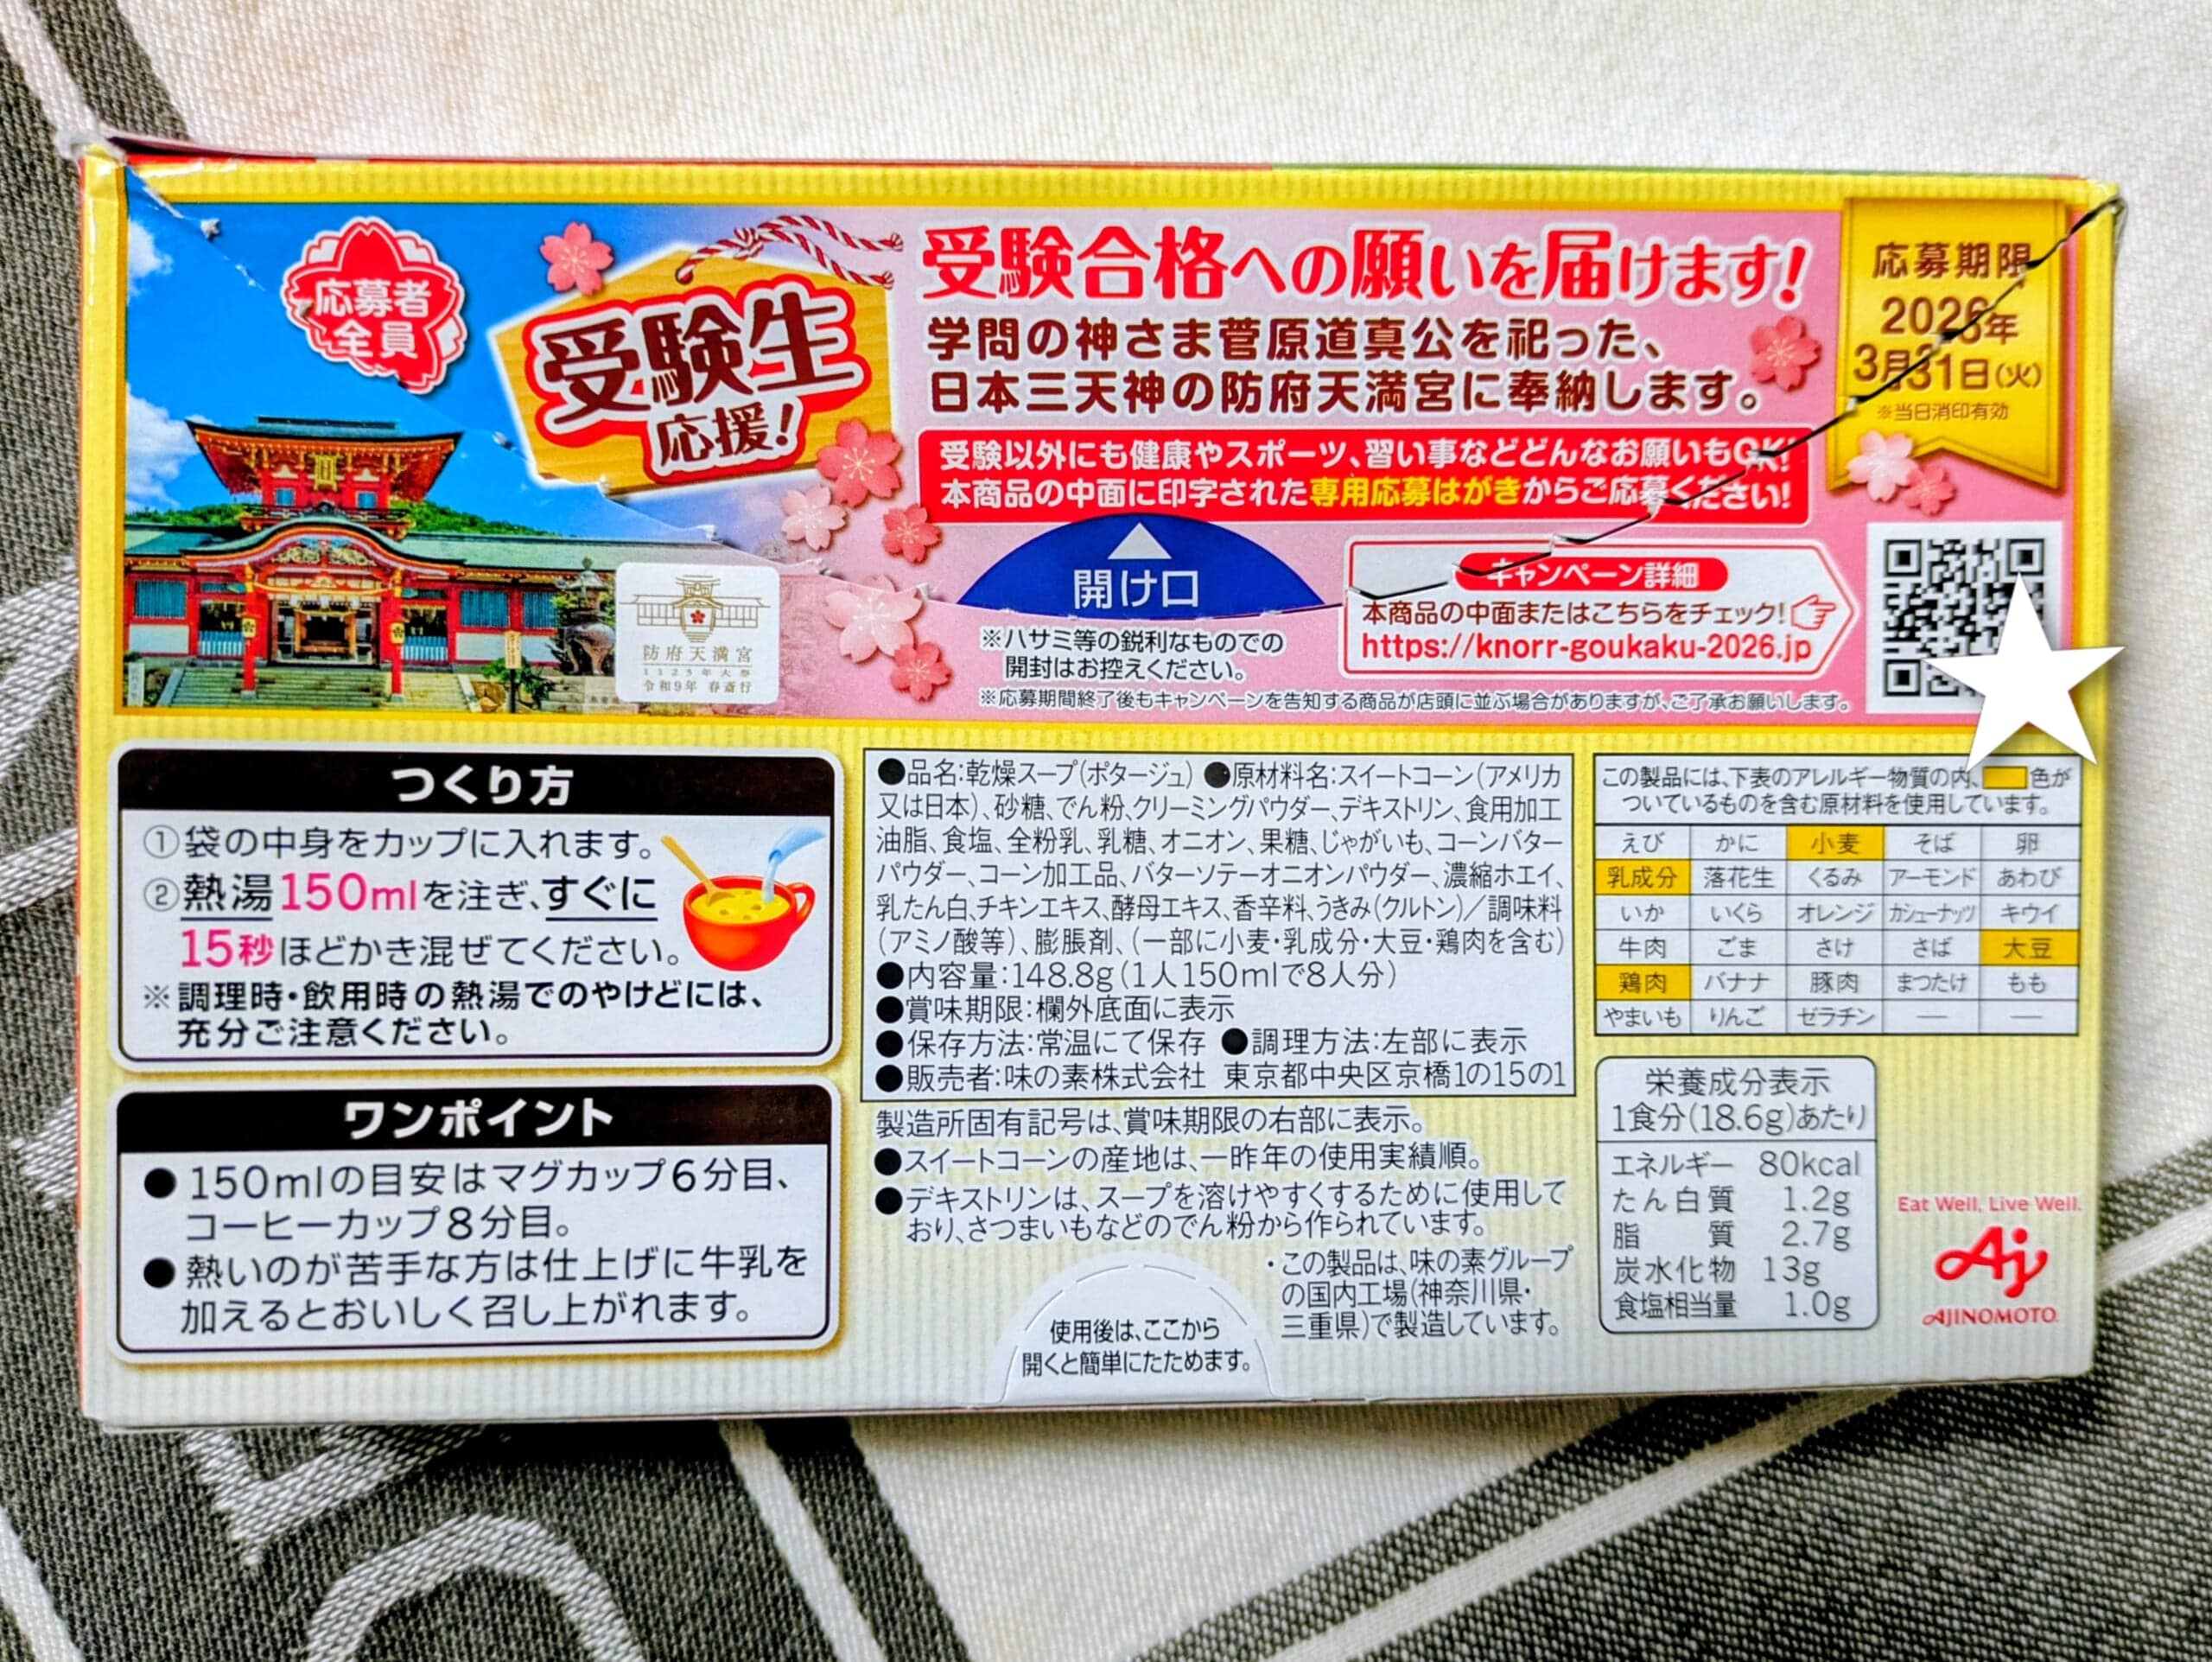 応募者
全員
受験生
応援!
受験合格への願いを届けます!
学問の神さま菅原道真公を祀った、
日本三天神の防府天満宮に奉納します。
受験以外にも健康やスポーツ、習い事などどんなお願いもOK!
本商品の中面に印字された専用応募はがきからご応募ください!
応募期限
2026年
3月31日(火)
※当日消印有効
防府天満宮
1125年大祭
令和9年 春斎行
開け口
※ハサミ等の鋭利なものでの
開封はお控えください。
キャンペーン詳細
本商品の中面またはこちらをチェック!
https://knorr-goukaku-2026.jp
※応募期間終了後もキャンペーンを告知する商品が店頭に並ぶ場合がありますが、ご了承お願いします。
つくり方
①袋の中身をカップに入れます。
②熱湯150mlを注ぎ、すぐに
15秒ほどかき混ぜてください。
※調理時・飲用時の熱湯でのやけどには、
充分ご注意ください。
ワンポイント
●150mlの目安はマグカップ6分目、
コーヒーカップ8分目。
●熱いのが苦手な方は仕上げに牛乳を
加えるとおいしく召し上がれます。
●品名:乾燥スープ(ポタージュ) ●原材料名:スイートコーン(アメリカ
又は日本)、砂糖、でん粉、クリーミングパウダー、デキストリン、食用加工
油脂、食塩、全粉乳、乳糖、オニオン、果糖、じゃがいも、コーンバター
パウダー、コーン加工品、バターソテーオニオンパウダー、濃縮ホエイ、
乳たん白、チキンエキス、酵母エキス、香辛料、うきみ(クルトン)/調味料
(アミノ酸等)、膨脹剤、(一部に小麦・乳成分・大豆・鶏肉を含む)
●内容量:148.8g(1人150mlで8人分)
●賞味期限:欄外底面に表示
●保存方法:常温にて保存 ●調理方法:左部に表示
●販売者:味の素株式会社 東京都中央区京橋1の15の1
製造所固有記号は、賞味期限の右部に表示。
●スイートコーンの産地は、一昨年の使用実績順。
●デキストリンは、スープを溶けやすくするために使用して
おり、さつまいもなどのでん粉から作られています。
・この製品は、味の素グループ
の国内工場(神奈川県・
三重県)で製造しています。
使用後は、ここから
開くと簡単にたためます。
この製品には、下表のアレルギー物質の内、色が
ついているものを含む原材料を使用しています。
えび かに 小麦 そば 卵
乳成分 落花生 くるみ アーモンド あわび
いか いくら オレンジ カシューナッツ キウイ
牛肉 ごま さけ さば 大豆
鶏肉 バナナ 豚肉 まつたけ もも
やまいも りんご ゼラチン — —
栄養成分表示
1食分(18.6g)あたり
エネルギー 80kcal
たん白質 1.2g
脂質 2.7g
炭水化物 13g
食塩相当量 1.0g
Eat Well, Live Well.
Aj
AJINOMOTO